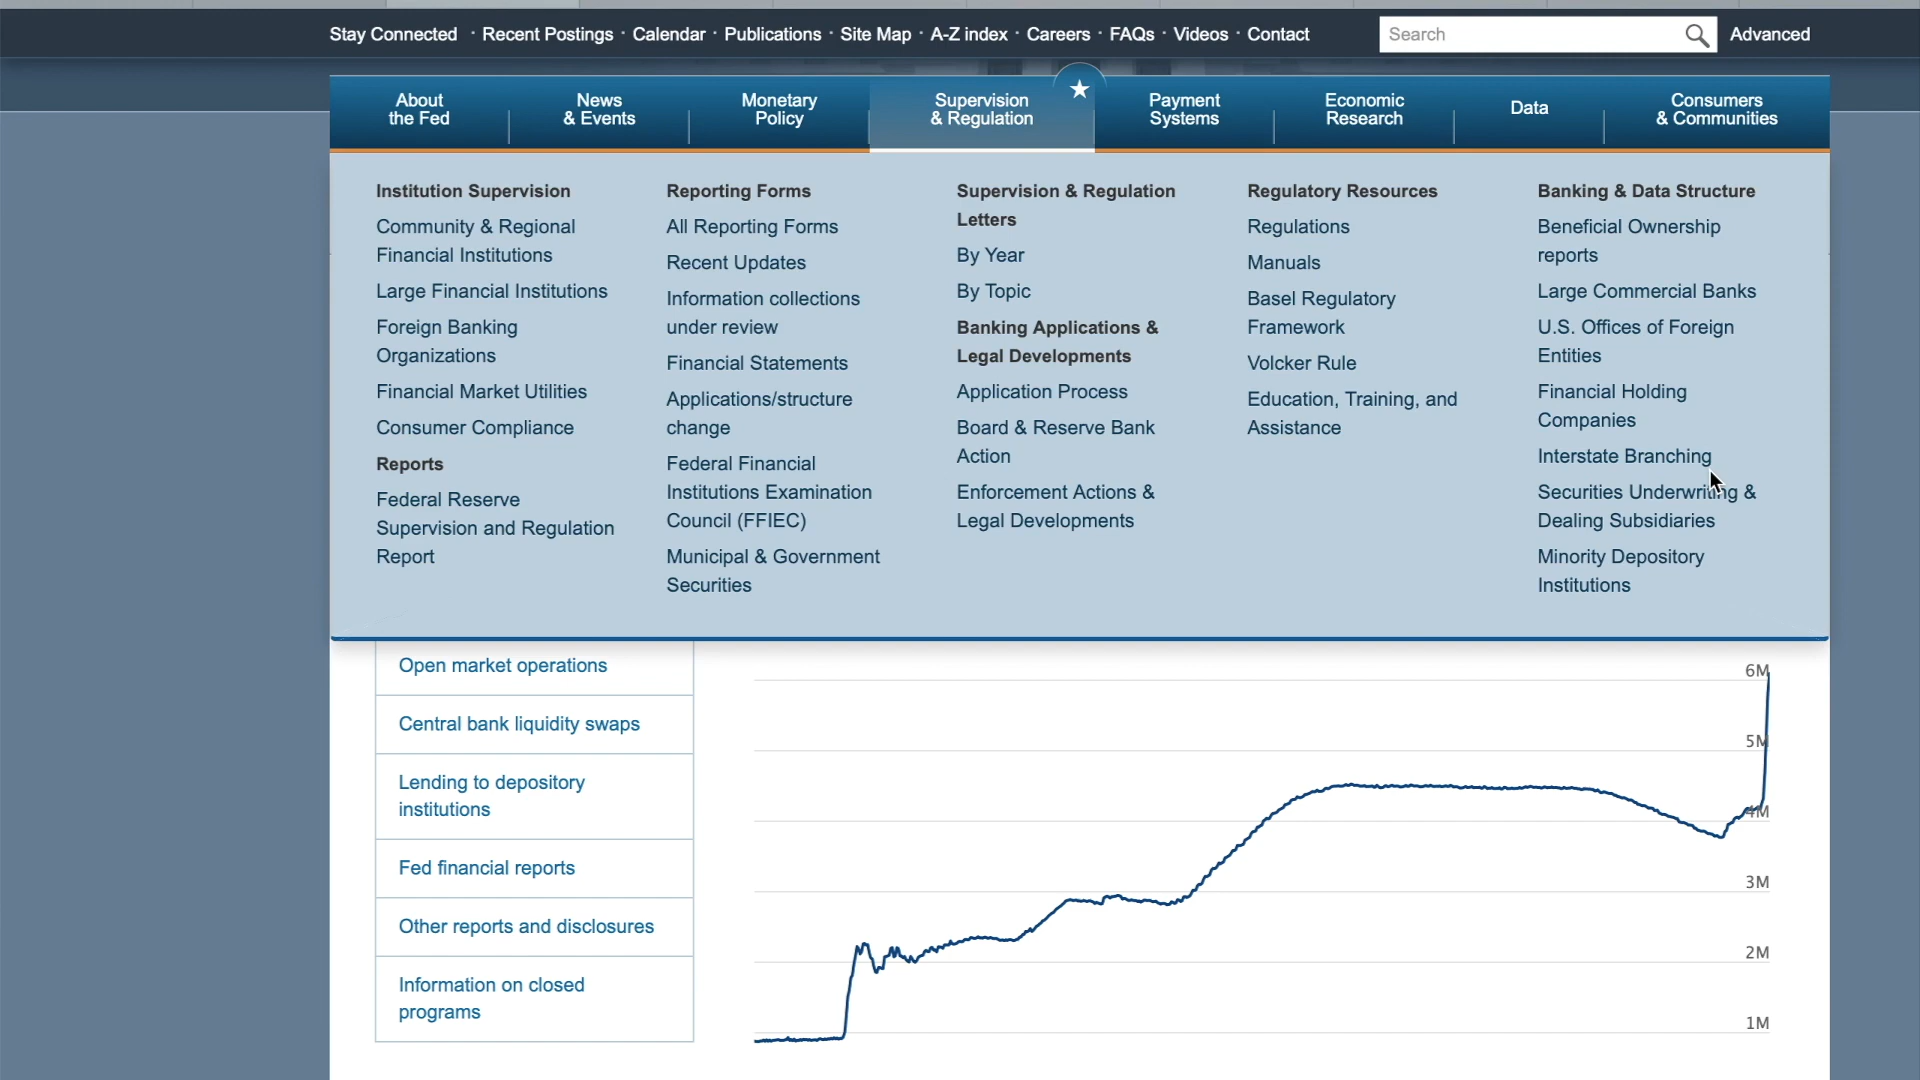 Stay Connected · Recent Postings · Calendar · Publications · Site Map · A-Z index · Careers · FAQs · Videos · Contact
Search
Advanced
About
the Fed
News
& Events
Monetary
Policy
Supervision
& Regulation
Payment
Systems
Economic
Research
Data
Consumers
& Communities
Institution Supervision
Community & Regional
Financial Institutions
Large Financial Institutions
Foreign Banking
Organizations
Financial Market Utilities
Consumer Compliance
Reports
Federal Reserve
Supervision and Regulation
Report
Reporting Forms
All Reporting Forms
Recent Updates
Information collections
under review
Financial Statements
Applications/structure
change
Federal Financial
Institutions Examination
Council (FFIEC)
Municipal & Government
Securities
Supervision & Regulation
Letters
By Year
By Topic
Banking Applications &
Legal Developments
Application Process
Board & Reserve Bank
Action
Enforcement Actions &
Legal Developments
Regulatory Resources
Regulations
Manuals
Basel Regulatory
Framework
Volcker Rule
Education, Training, and
Assistance
Banking & Data Structure
Beneficial Ownership
reports
Large Commercial Banks
U.S. Offices of Foreign
Entities
Financial Holding
Companies
Interstate Branching
Securities Underwriting &
Dealing Subsidiaries
Minority Depository
Institutions
Open market operations
Central bank liquidity swaps
Lending to depository
institutions
Fed financial reports
Other reports and disclosures
Information on closed
programs
6M
5M
4M
3M
2M
1M